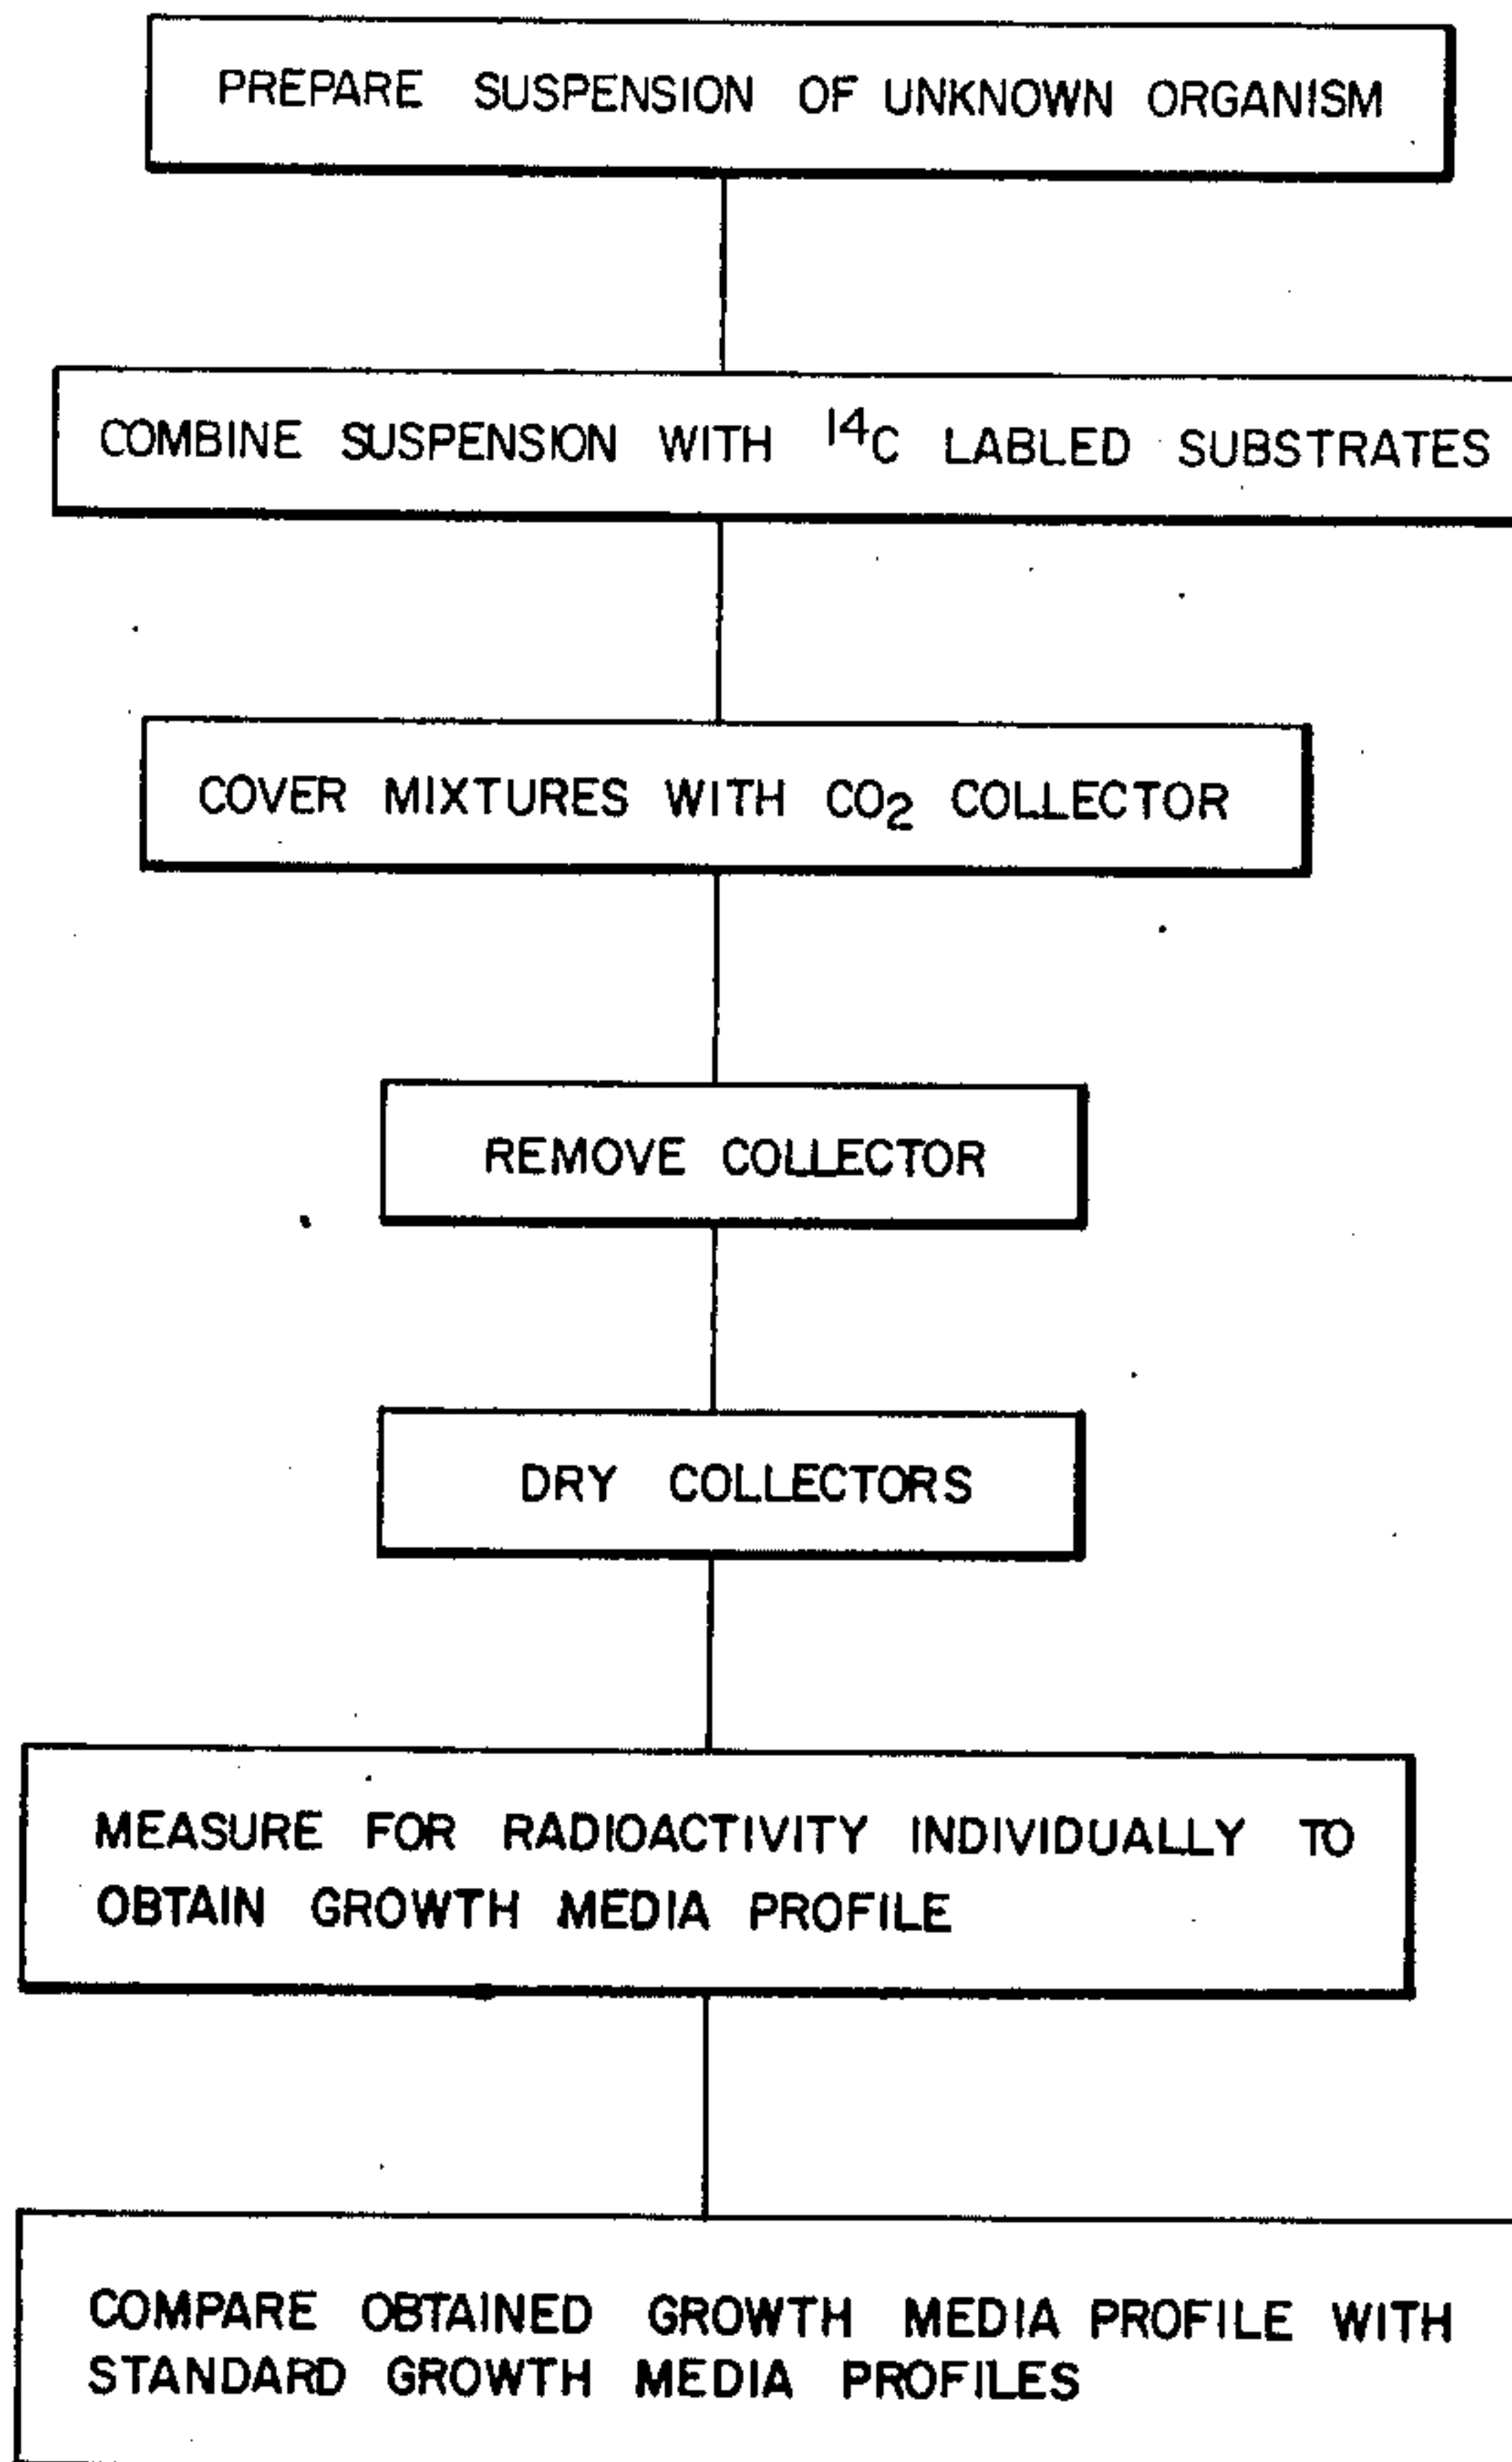 PREPARE SUSPENSION OF UNKNOWN ORGANISM
COMBINE SUSPENSION WITH ¹⁴C LABLED SUBSTRATES
COVER MIXTURES WITH CO₂ COLLECTOR
REMOVE COLLECTOR
DRY COLLECTORS
MEASURE FOR RADIOACTIVITY INDIVIDUALLY TO
OBTAIN GROWTH MEDIA PROFILE
COMPARE OBTAINED GROWTH MEDIA PROFILE WITH
STANDARD GROWTH MEDIA PROFILES